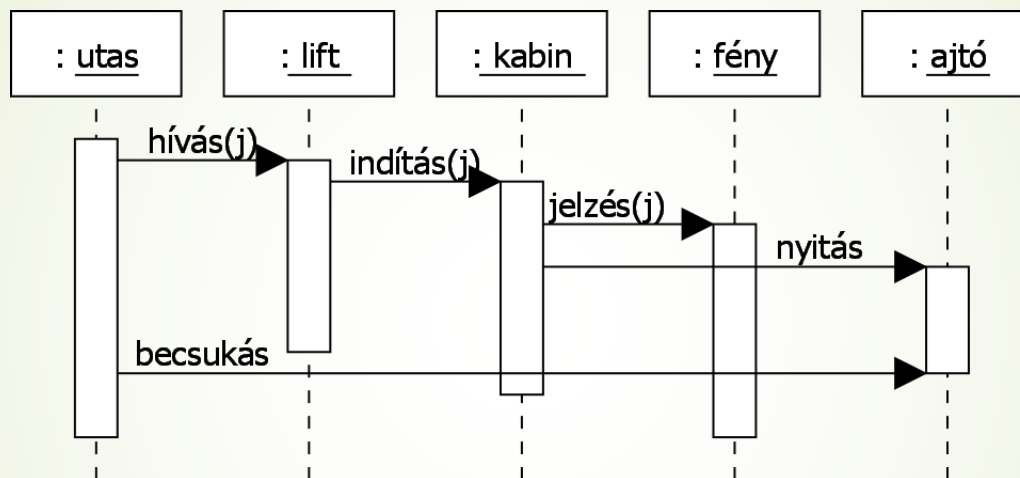 : utas
: lift
: kabin
: fény
: ajtó
hívás(j)
indítás(j)
jelzés(j)
nyitás
becsukás